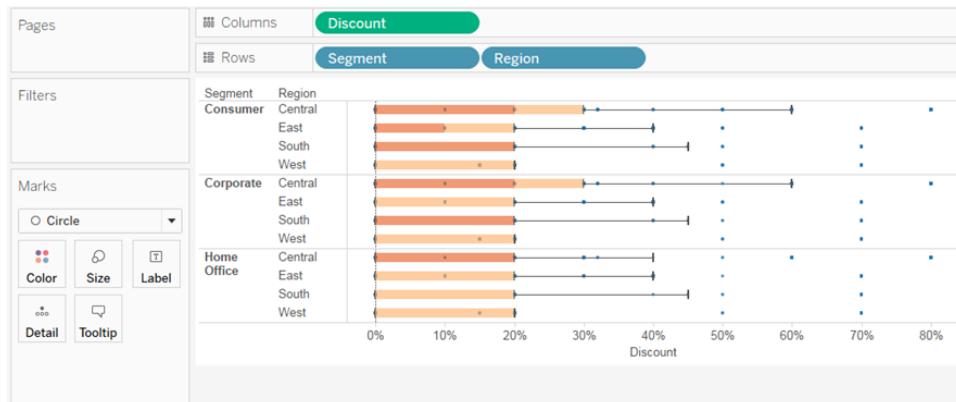 Pages
Columns
Discount
Rows
Segment
Region
Filters
Segment Region
Consumer Central
East
South
West
Marks
Corporate Central
Circle
East
South
West
Home Office Central
Color Size Label
East
South
West
Detail Tooltip
0% 10% 20% 30% 40% 50% 60% 70% 80%
Discount